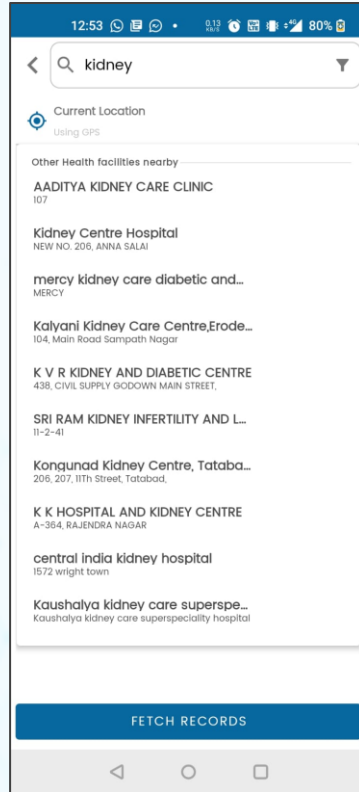 12:53
0.13
KB/S
4G
80%
kidney
Current Location
Using GPS
Other Health facilities nearby
AADITYA KIDNEY CARE CLINIC
107
Kidney Centre Hospital
NEW NO. 206, ANNA SALAI
mercy kidney care diabetic and...
MERCY
Kalyani Kidney Care Centre,Erode...
104, Main Road Sampath Nagar
K V R KIDNEY AND DIABETIC CENTRE
438, CIVIL SUPPLY GODOWN MAIN STREET,
SRI RAM KIDNEY INFERTILITY AND L...
11-2-41
Kongunad Kidney Centre, Tataba...
206, 207, 11Th Street, Tatabad,
K K HOSPITAL AND KIDNEY CENTRE
A-364, RAJENDRA NAGAR
central india kidney hospital
1572 wright town
Kaushalya kidney care superspe...
Kaushalya kidney care superspeciality hospital
FETCH RECORDS